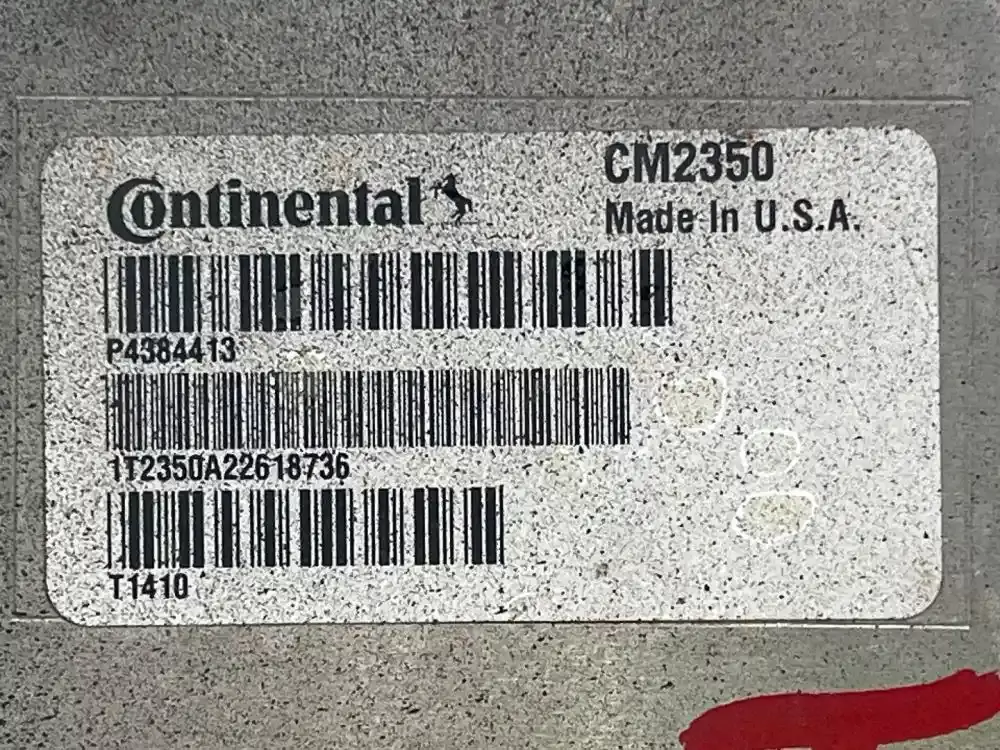 Continental
CM2350
Made In U.S.A.
P4384413
1T2350A22618736
T1410